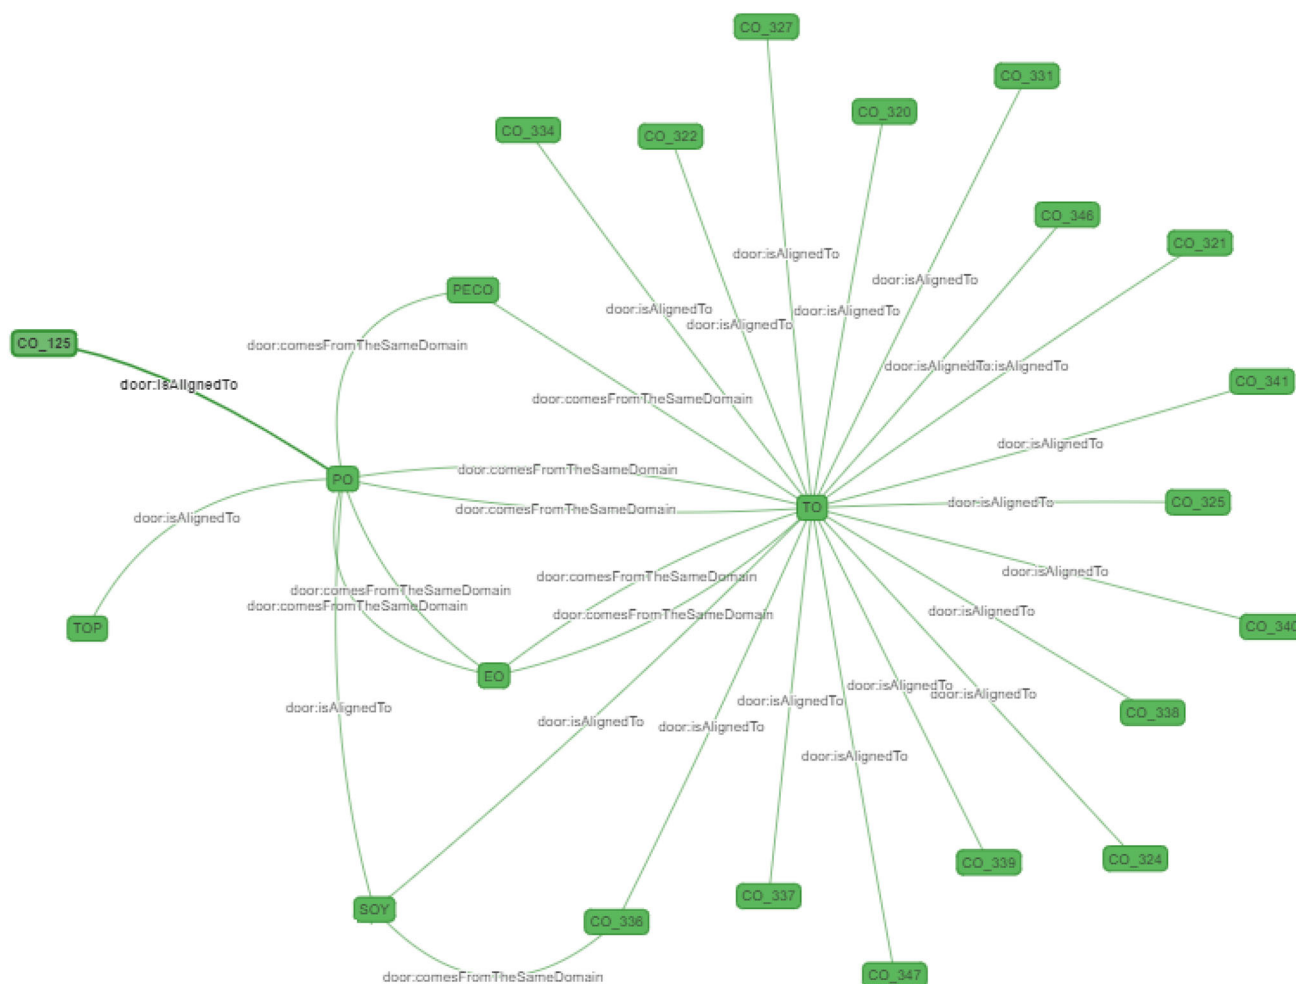 CO_327
CO_331
CO_320
CO_334
CO_322
CO_346
CO_321
door:isAlignedTo
door:isAlignedTo
PECO
door:isAlignedTo
door:isAlignedTo
door:isAlignedTo
CO_125
door:comesFromTheSameDomain
door:isAlignedTo
door:isAlignedTo
door:isAlignedTo
CO_341
door:comesFromTheSameDomain
door:isAlignedTo
door:comesFromTheSameDomain
PO
door:isAlignedTo
CO_325
door:comesFromTheSameDomain
TO
door:isAlignedTo
door:isAlignedTo
door:comesFromTheSameDomain
door:comesFromTheSameDomain
door:comesFromTheSameDomain
door:isAlignedTo
door:comesFromTheSameDomain
TOP
CO_340
EO
door:isAlignedTo
door:isAlignedTo
door:isAlignedTo
door:isAlignedTo
door:isAlignedTo
door:isAlignedTo
CO_338
door:isAlignedTo
CO_324
CO_339
CO_337
SOY
CO_336
door:comesFromTheSameDomain
CO_347